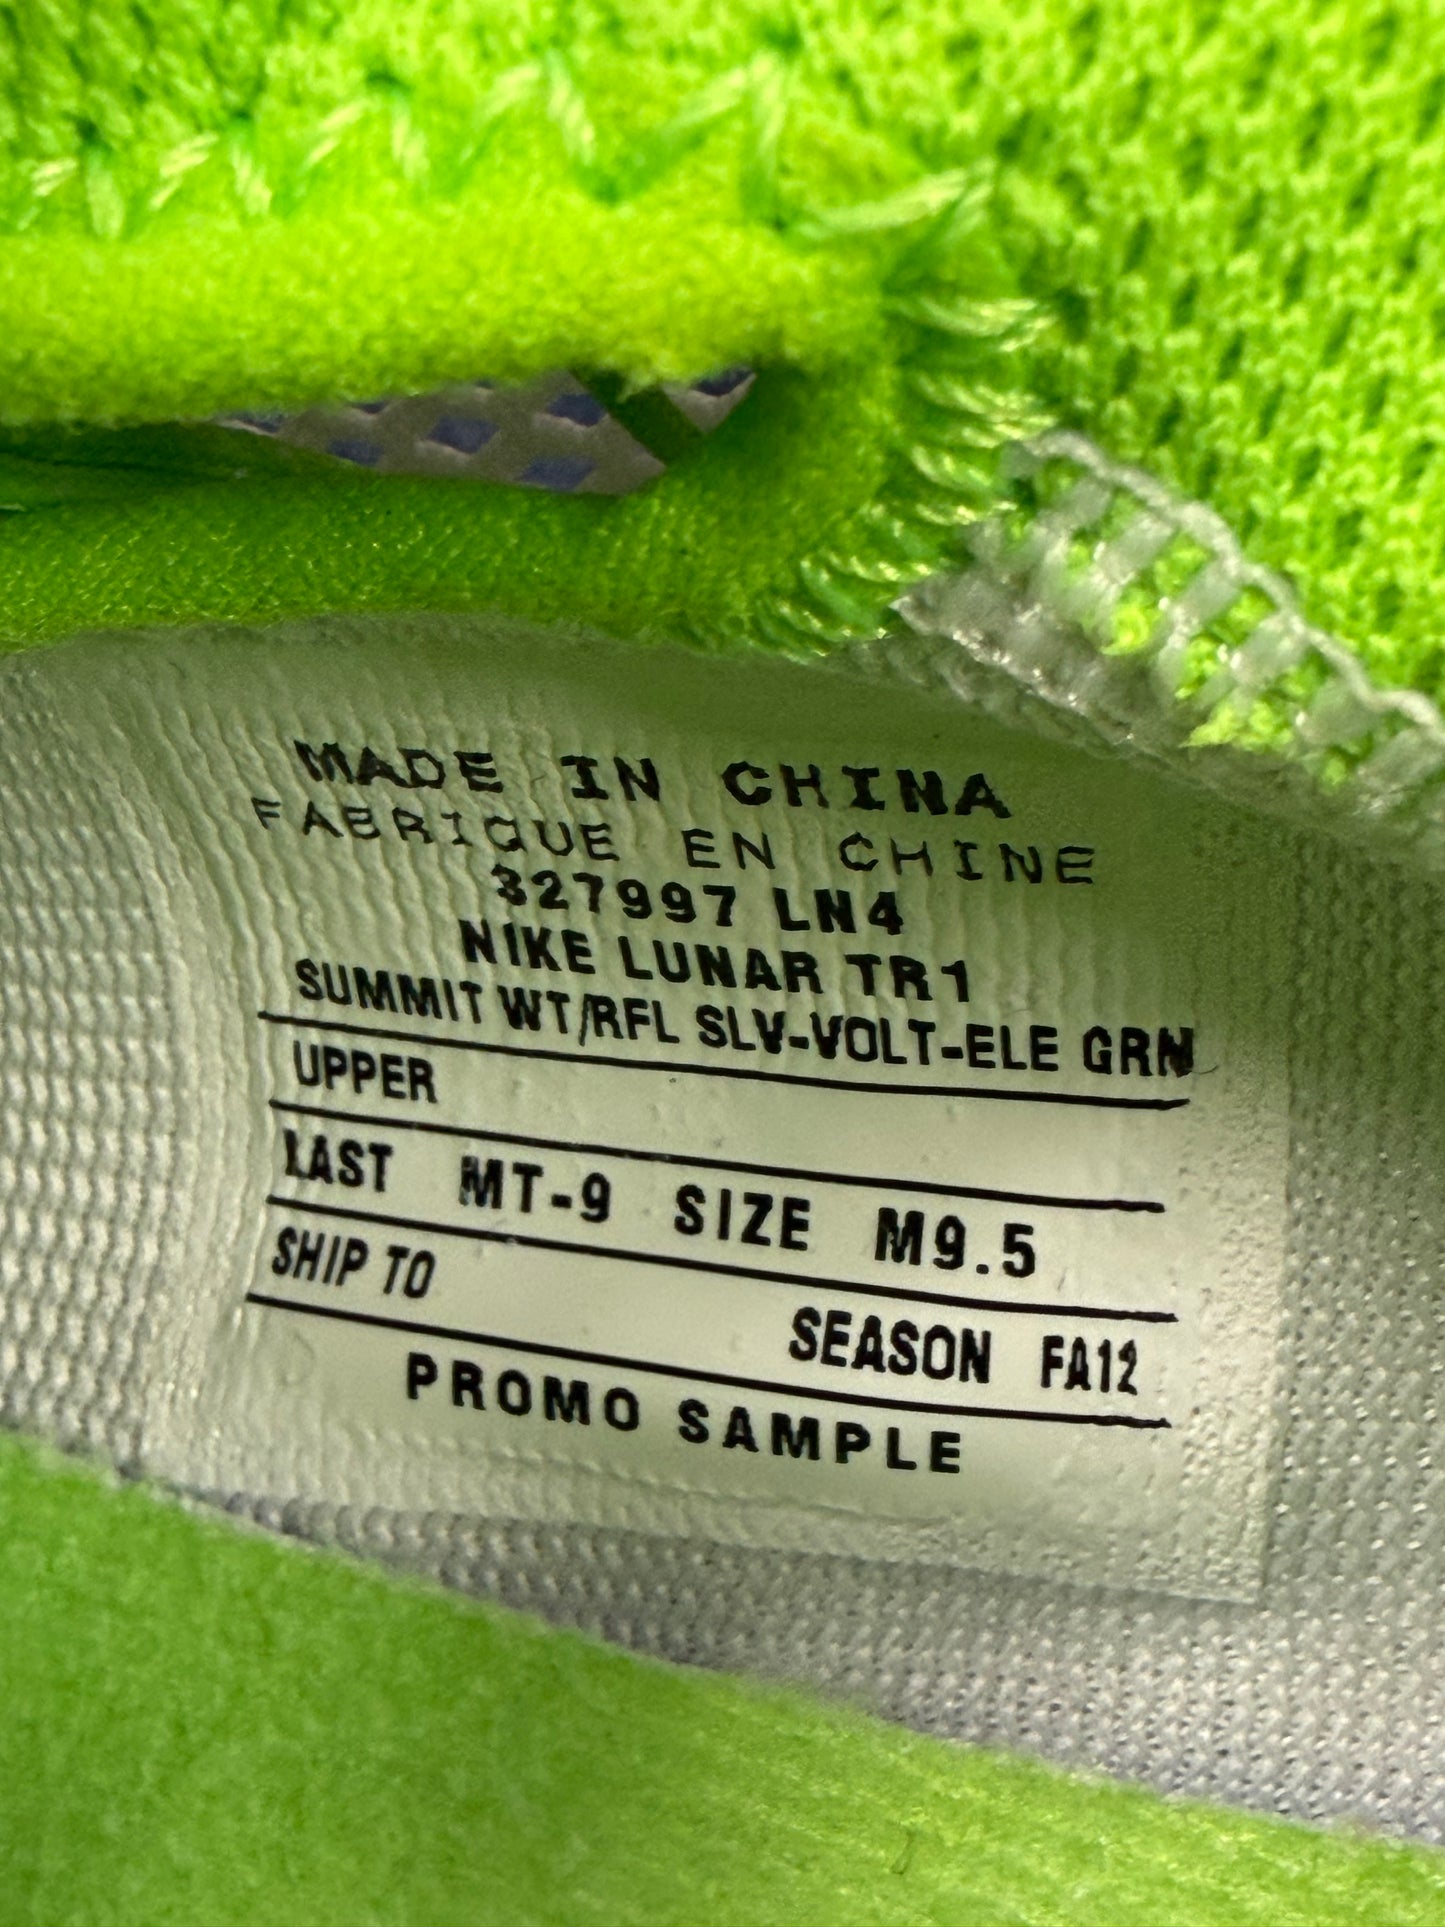 MADE IN CHINA
FABRIQUE EN CHINE
327997 LN4
NIKE LUNAR TR1
SUMMIT WT/RFL SLV-VOLT-ELE GRN
UPPER
LAST MT-9 SIZE M9.5
SHIP TO
SEASON FA12
PROMO SAMPLE